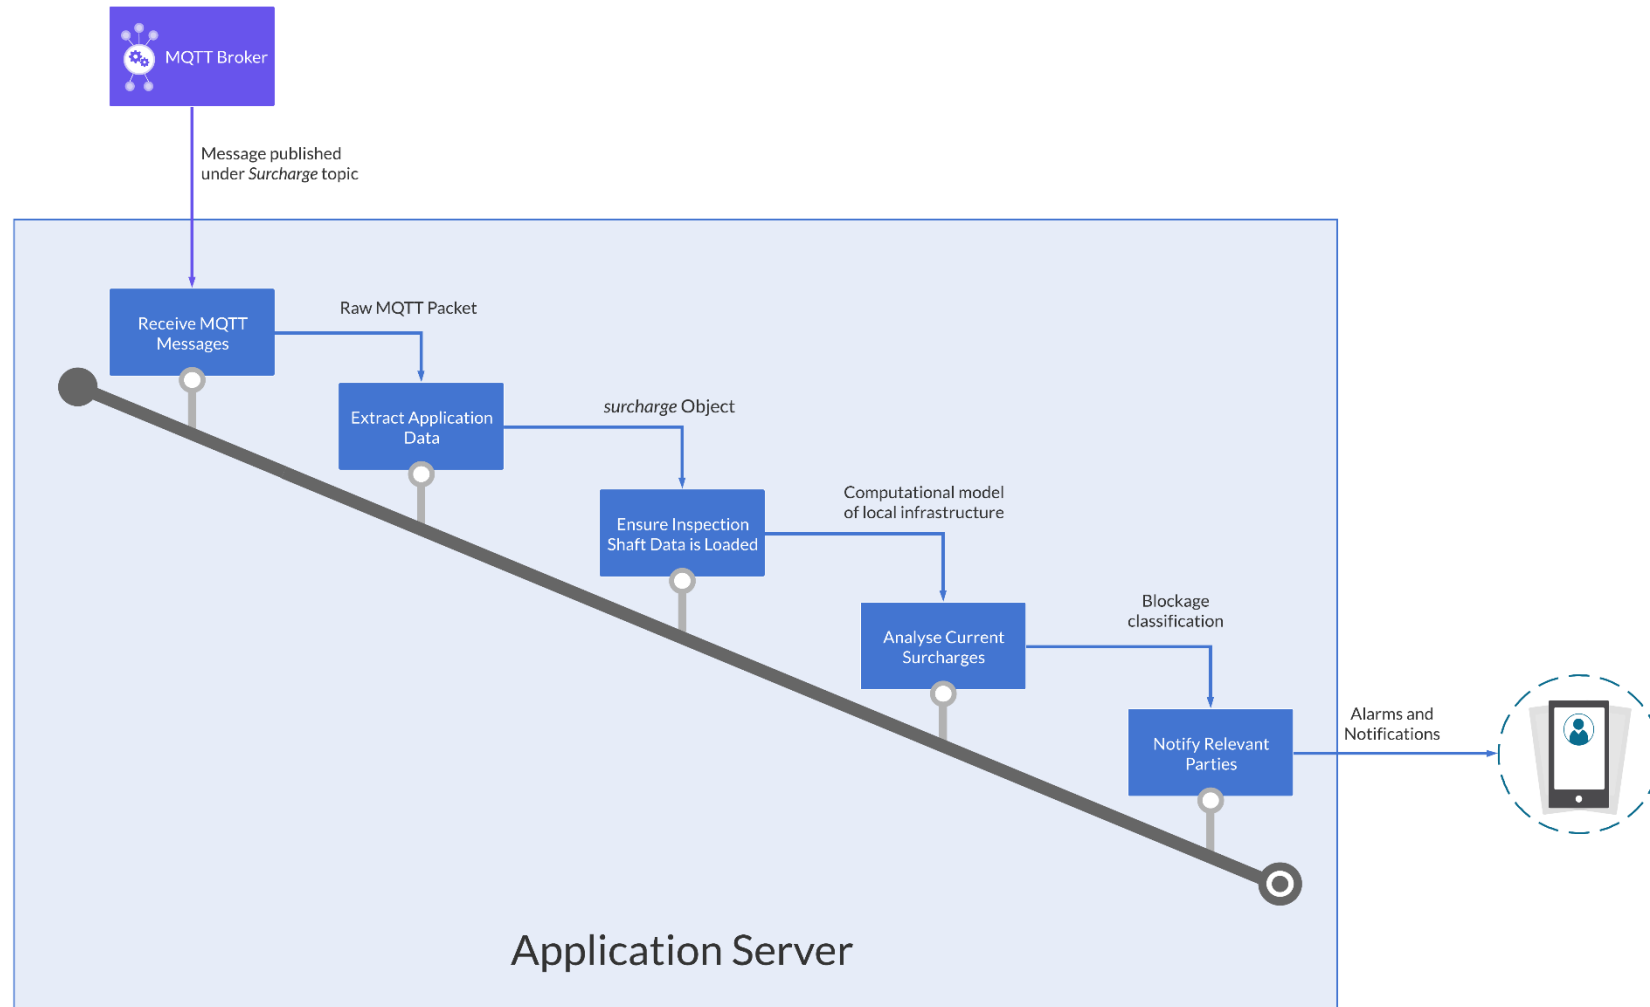 MQTT Broker
Message published
under Surcharge topic
Receive MQTT
Messages
Raw MQTT Packet
Extract Application
Data
surcharge Object
Ensure Inspection
Shaft Data is Loaded
Computational model
of local infrastructure
Analyse Current
Surcharges
Blockage
classification
Notify Relevant
Parties
Alarms and
Notifications
Application Server